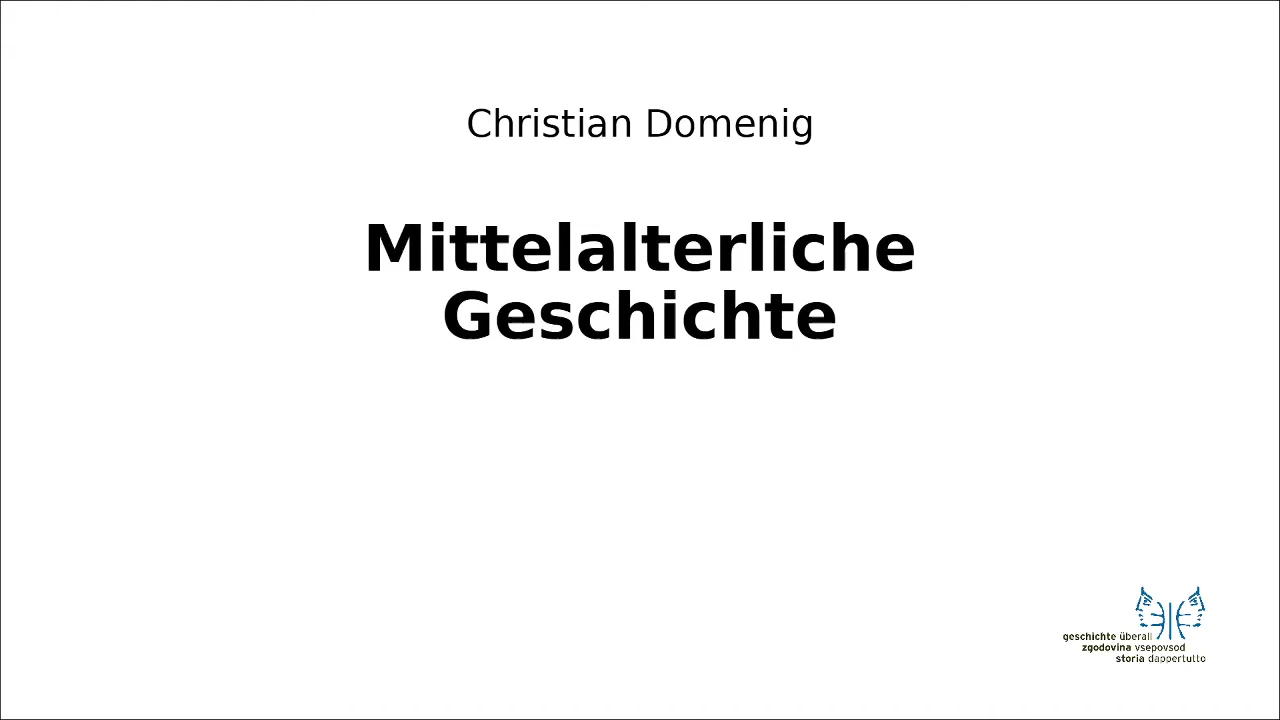 Christian Domenig
Mittelalterliche
Geschichte
geschichte überall
zgodovina vsepovsod
storia dappertutto